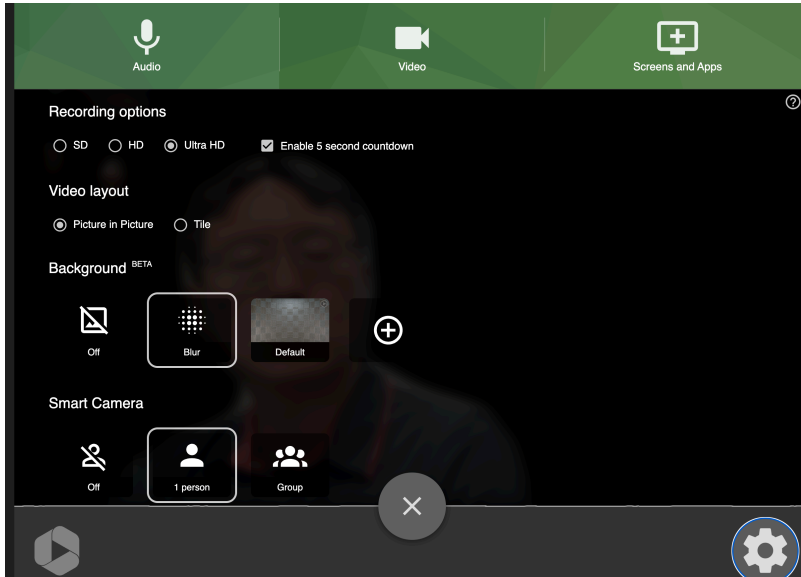 Audio
Video
Screens and Apps
Recording options
SD HD Ultra HD Enable 5 second countdown
Video layout
Picture in Picture Tile
Background BETA
Off Blur Default
Smart Camera
Off 1 person Group